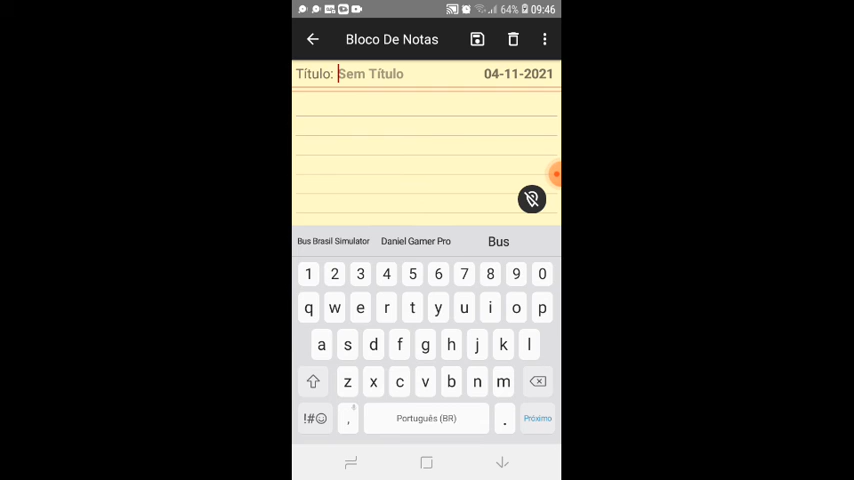 64% 09:46
Bloco De Notas
Título: Sem Título 04-11-2021
Bus Brasil Simulator Daniel Gamer Pro Bus
1 2 3 4 5 6 7 8 9 0
q w e r t y u i o p
a s d f g h j k l
z x c v b n m
!#☺ , Português (BR) . Próximo